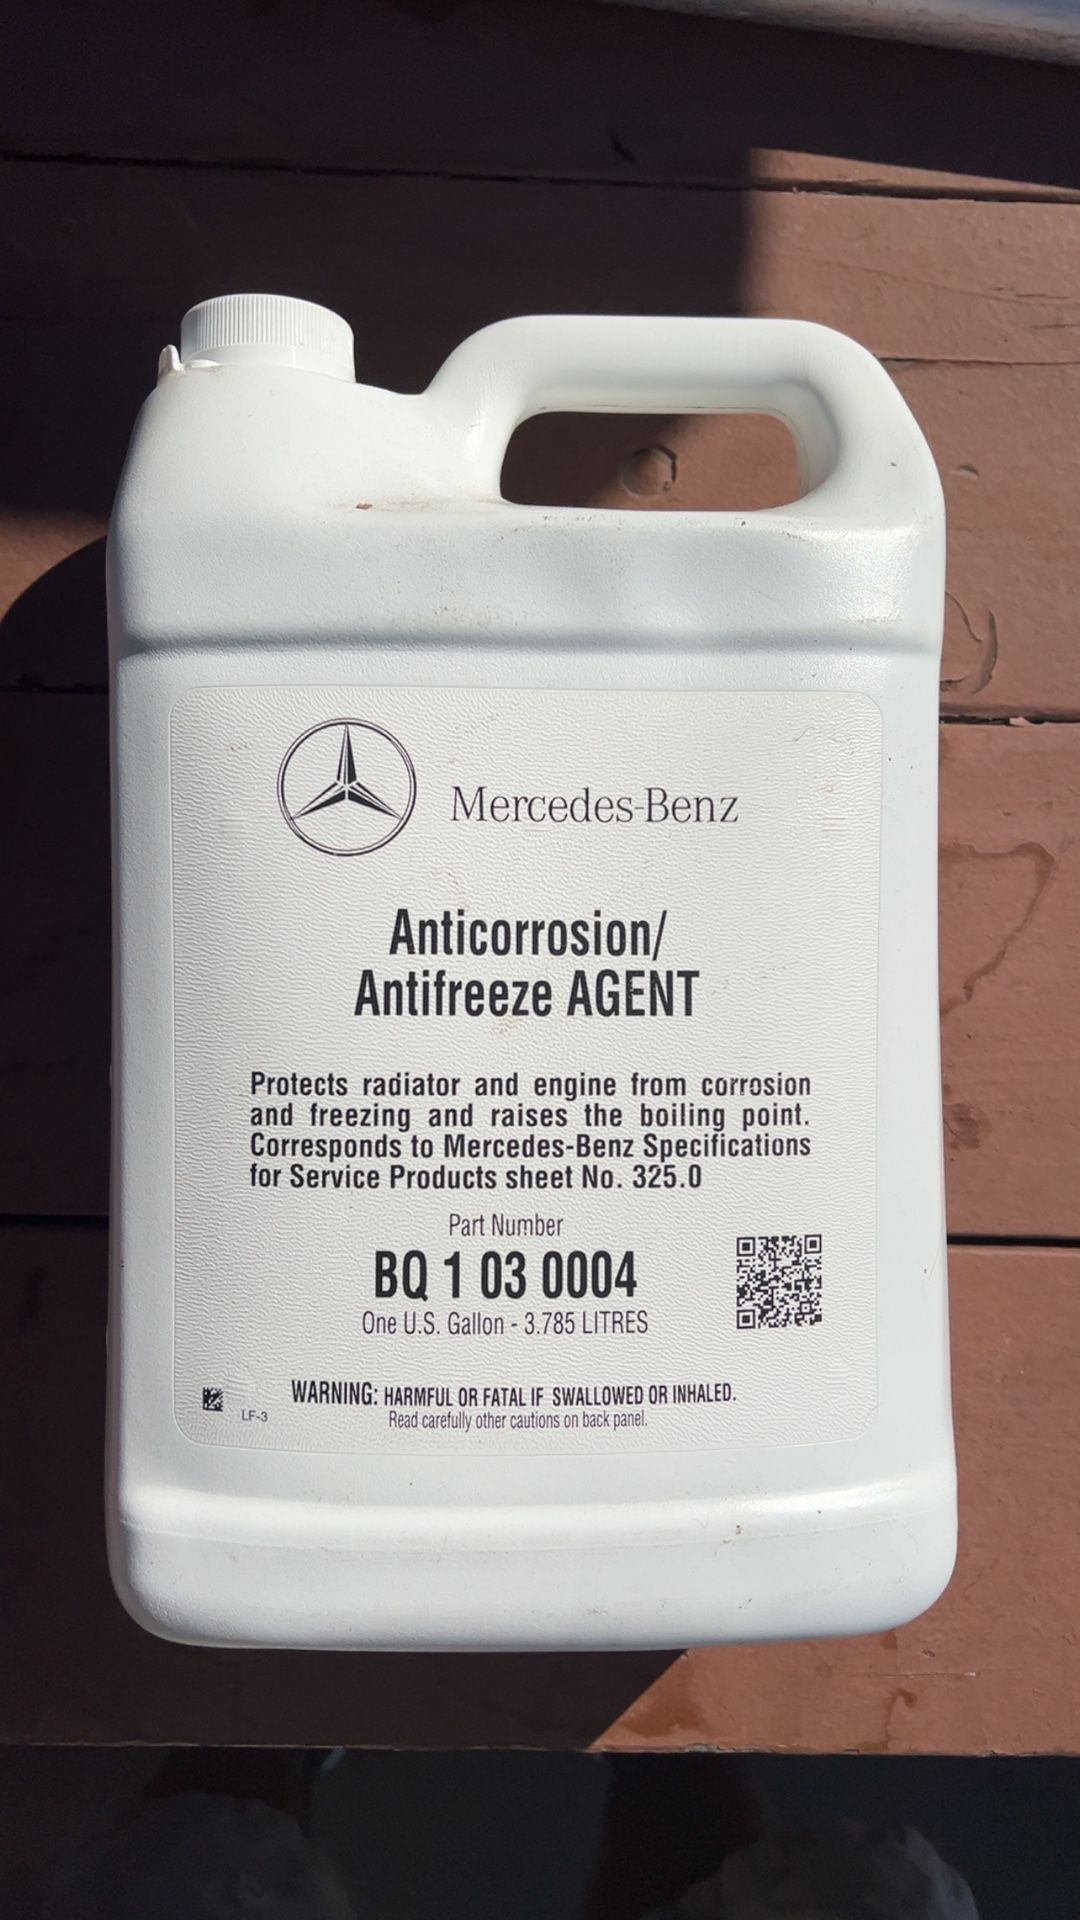 Mercedes-Benz
Anticorrosion/
Antifreeze AGENT
Protects radiator and engine from corrosion
and freezing and raises the boiling point.
Corresponds to Mercedes-Benz Specifications
for Service Products sheet No. 325.0
Part Number
BQ 1 03 0004
One U.S. Gallon - 3.785 LITRES
WARNING: HARMFUL OR FATAL IF SWALLOWED OR INHALED.
Read carefully other cautions on back panel.
LF-3